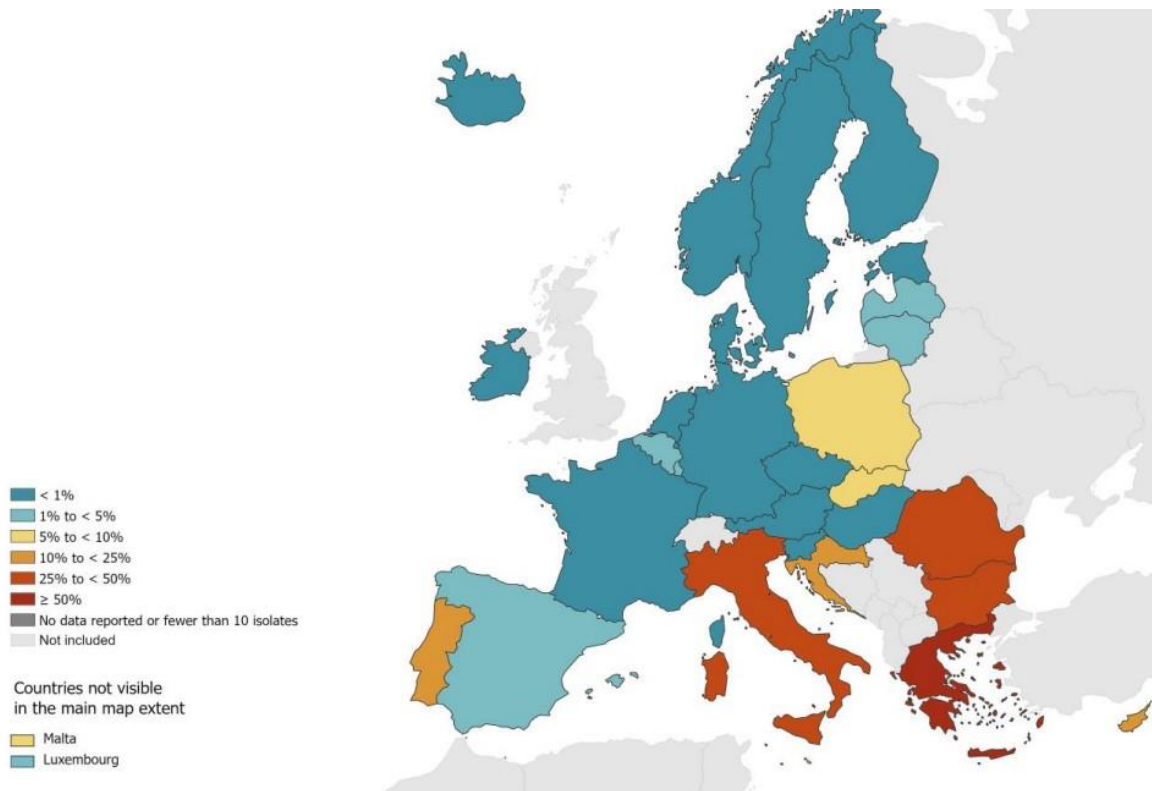 < 1%
1% to < 5%
5% to < 10%
10% to < 25%
25% to < 50%
≥ 50%
No data reported or fewer than 10 isolates
Not included
Countries not visible
in the main map extent
Malta
Luxembourg